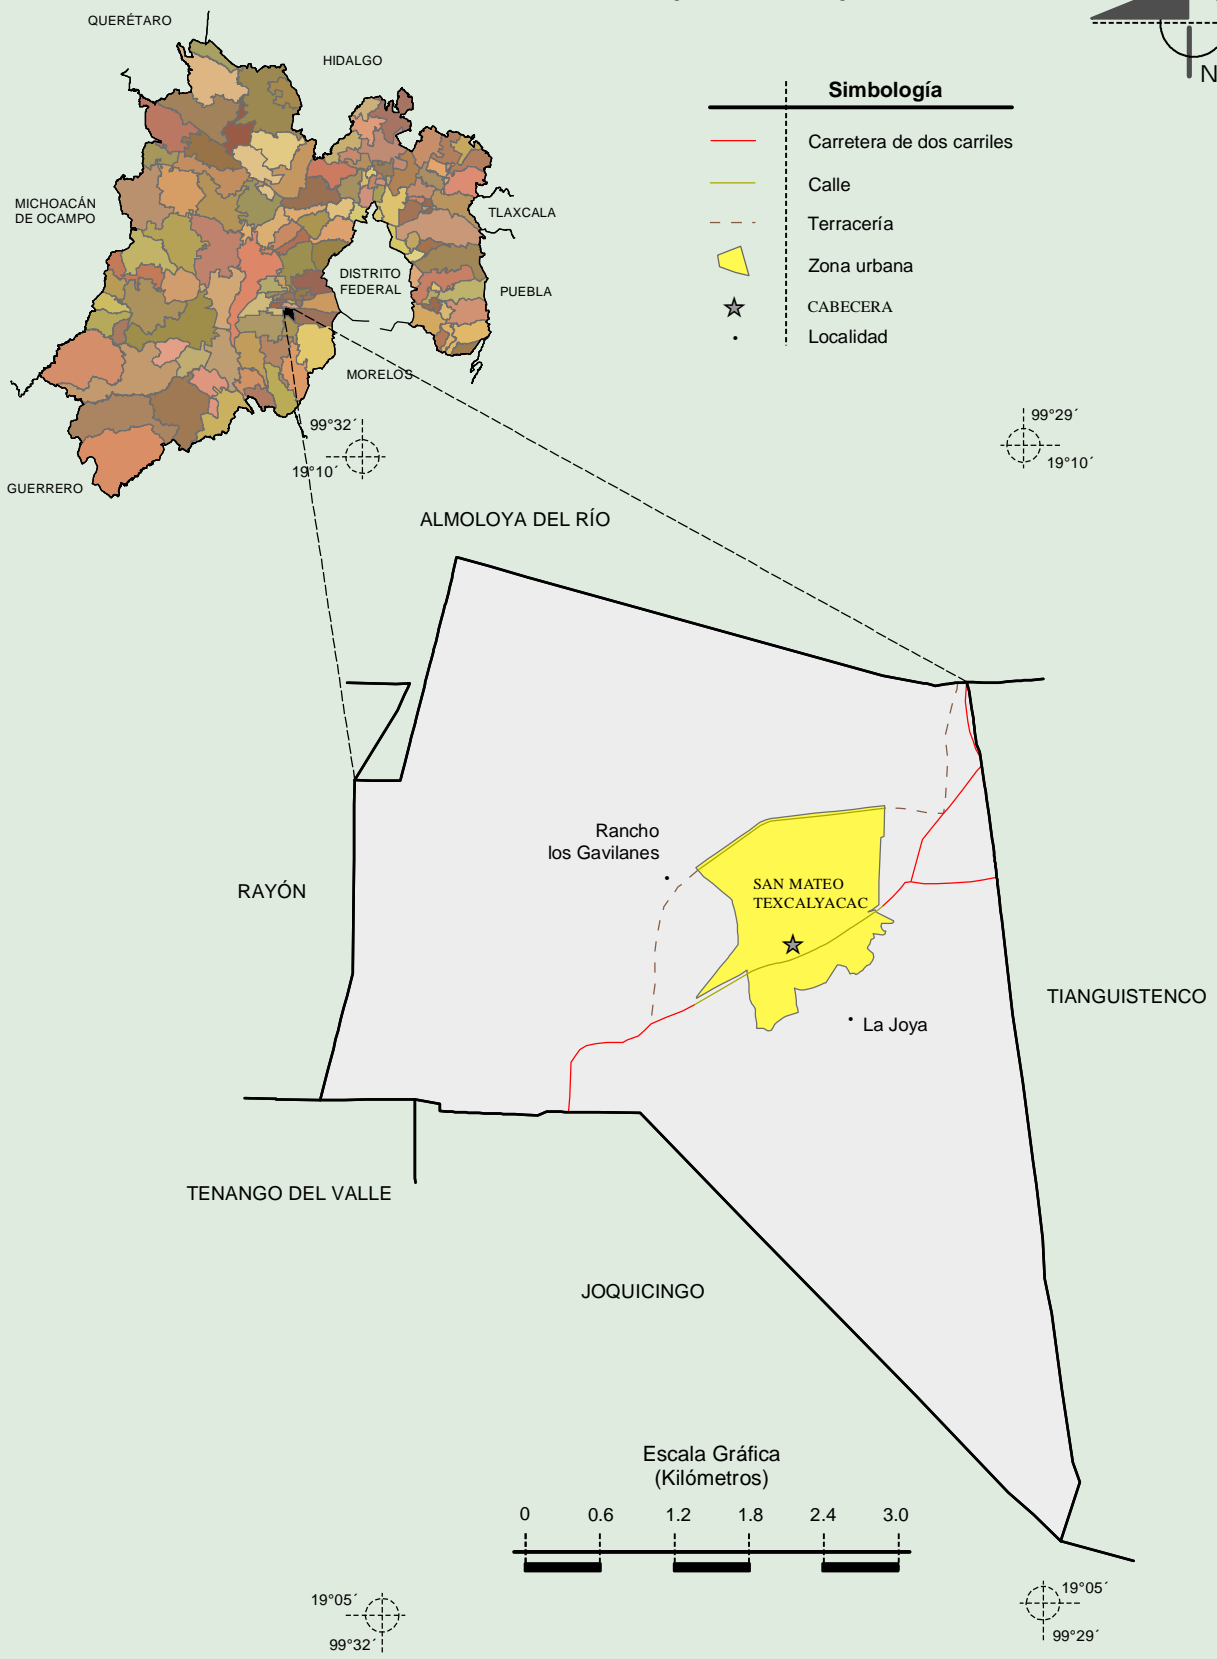 QUERÉTARO
HIDALGO
MICHOACÁN
DE OCAMPO
TLAXCALA
DISTRITO
FEDERAL
PUEBLA
MORELOS
GUERRERO
N
Simbología
Carretera de dos carriles
Calle
Terracería
Zona urbana
CABECERA
Localidad
99°32´
19°10´
99°29´
19°10´
ALMOLOYA DEL RÍO
Rancho
los Gavilanes
RAYÓN
SAN MATEO
TEXCALYACAC
TIANGUISTENCO
La Joya
TENANGO DEL VALLE
JOQUICINGO
Escala Gráfica
(Kilómetros)
0 0.6 1.2 1.8 2.4 3.0
19°05´
99°32´
19°05´
99°29´